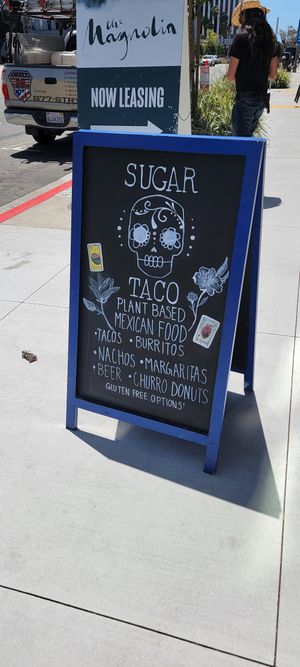 the
Magnolia
NOW LEASING
SUGAR
TACO
PLANT BASED
MEXICAN FOOD
• TACOS • BURRITOS
• NACHOS • MARGARITAS
• BEER • CHURRO DONUTS
GLUTEN FREE OPTIONS